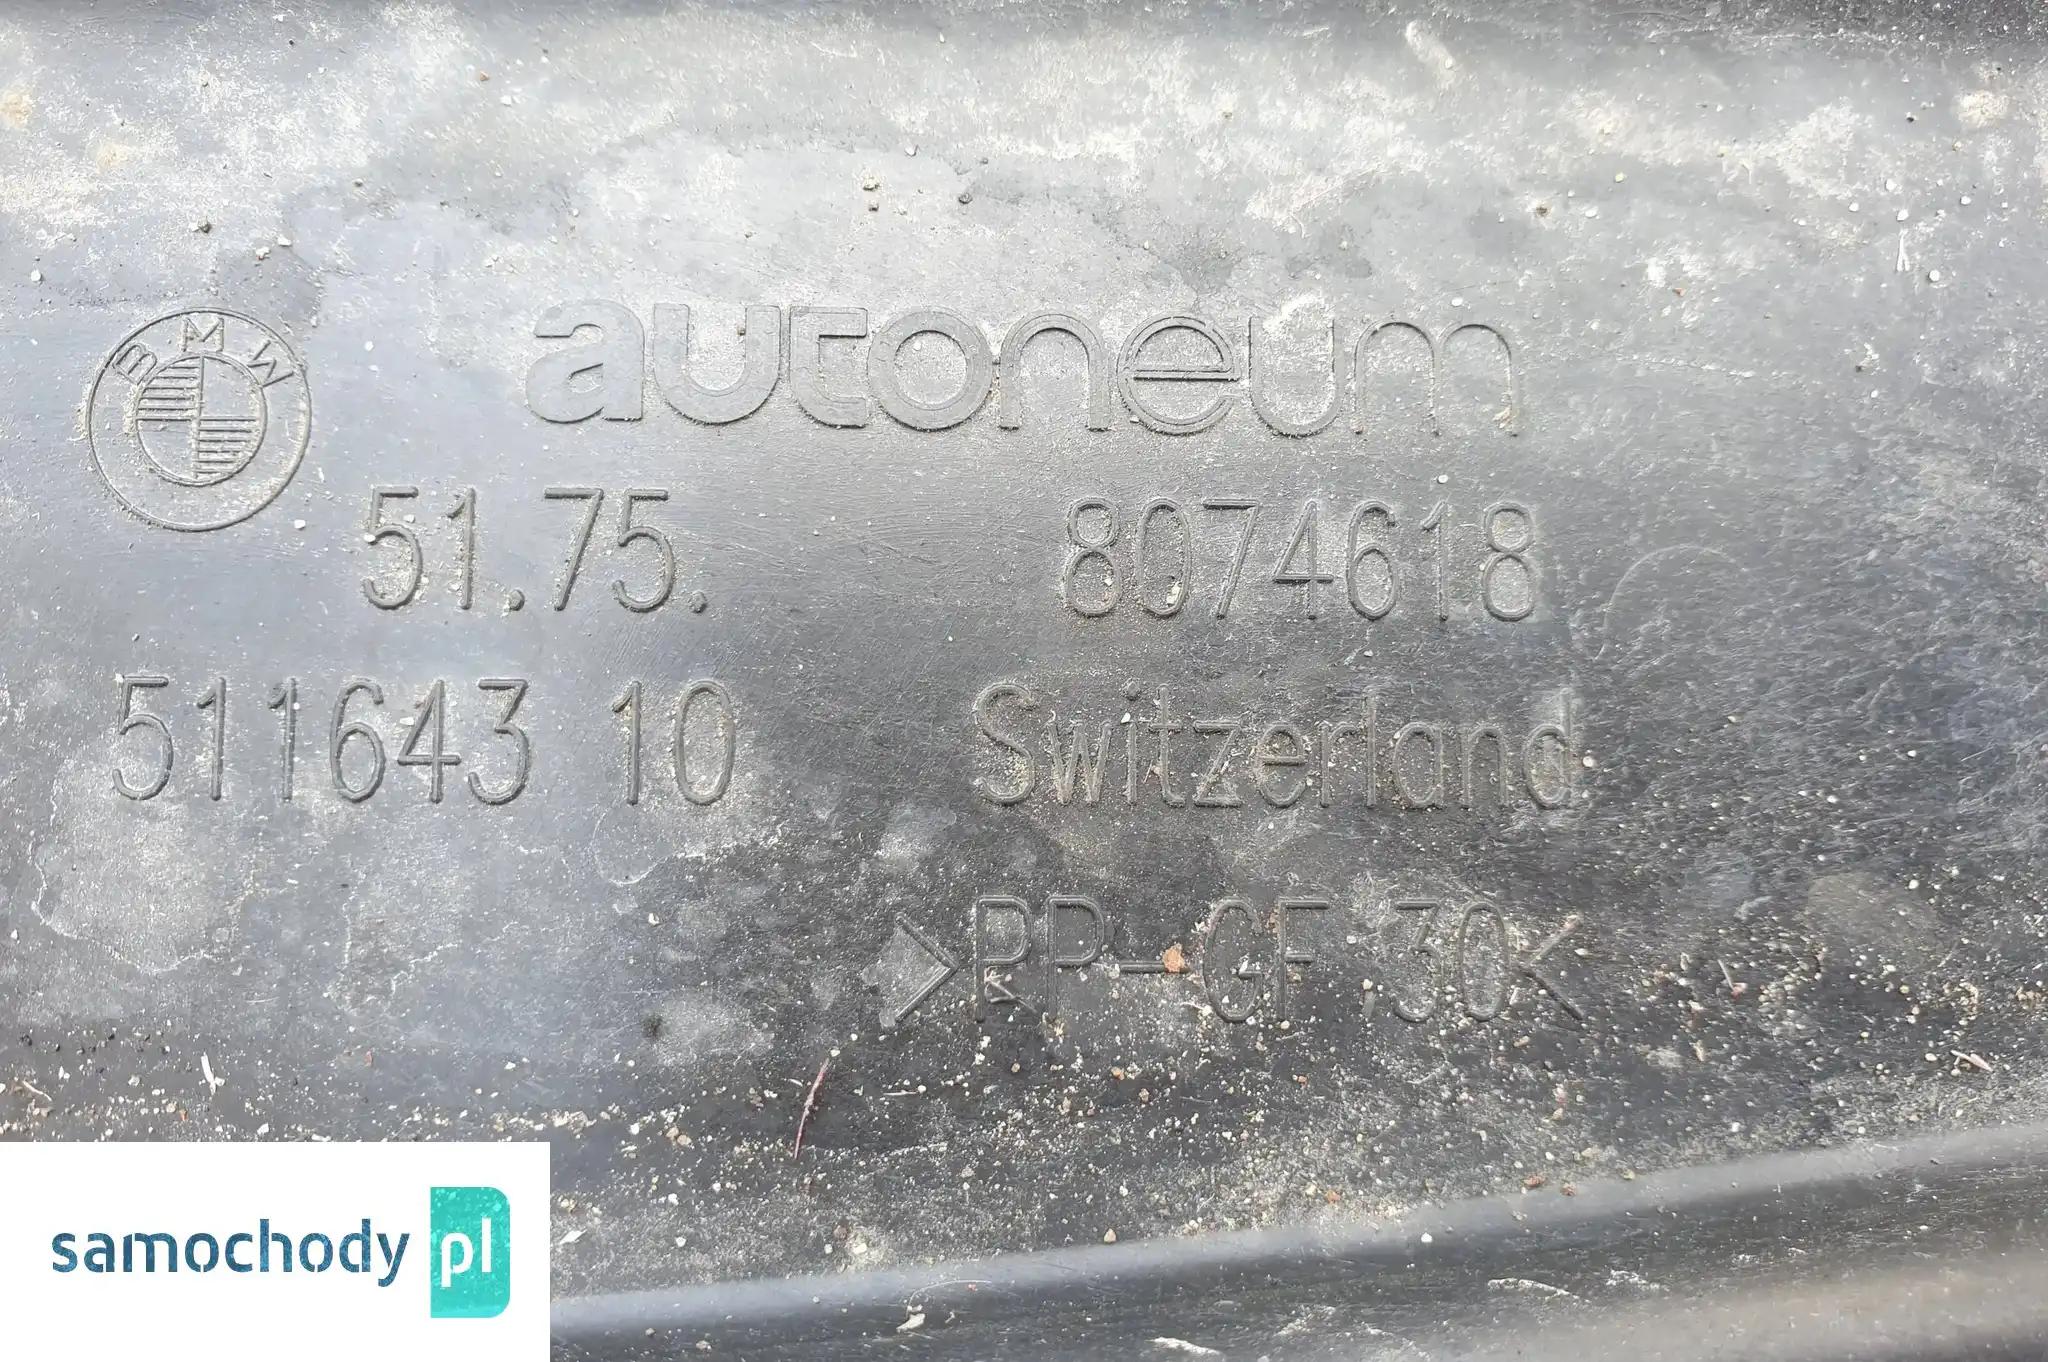 BMW
autoneum
51.75. 8074618
511643 10 Switzerland
>PP-GF 30<
samochody pl